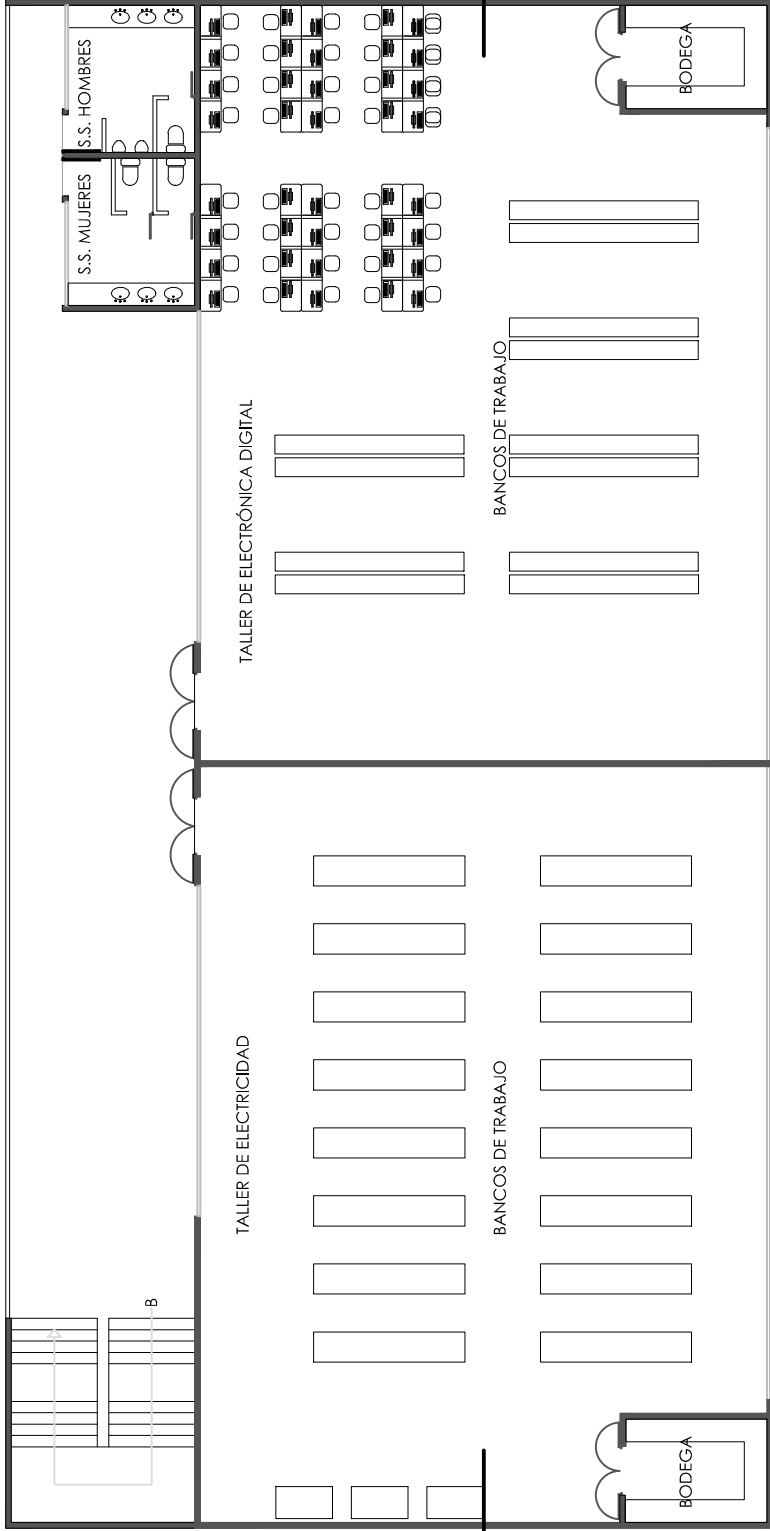 S.S. HOMBRES
S.S. MUJERES
BODEGA
TALLER DE ELECTRÓNICA DIGITAL
BANCOS DE TRABAJO
TALLER DE ELECTRICIDAD
BANCOS DE TRABAJO
B
BODEGA